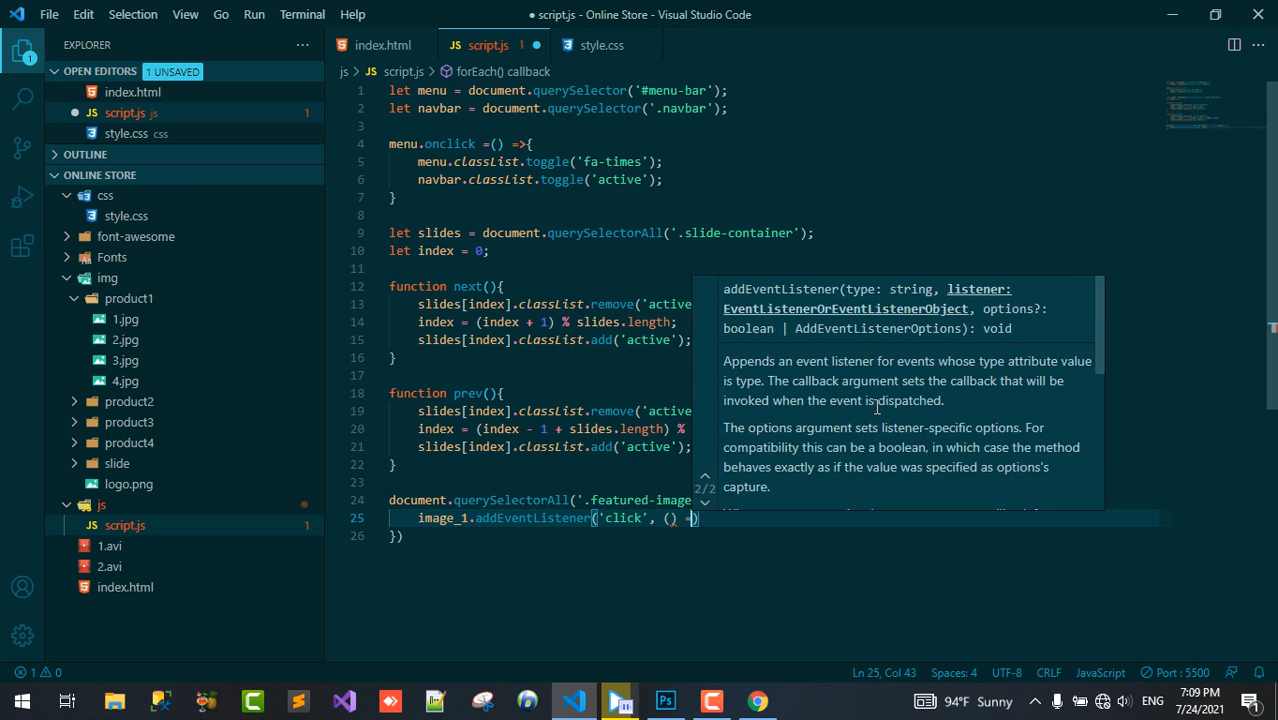 File Edit Selection View Go Run Terminal Help
● script.js - Online Store - Visual Studio Code
EXPLORER
OPEN EDITORS 1 UNSAVED
index.html
script.js js 1
style.css css
OUTLINE
ONLINE STORE
css
style.css
font-awesome
Fonts
img
product1
1.jpg
2.jpg
3.jpg
4.jpg
product2
product3
product4
slide
logo.png
js
script.js 1
1.avi
2.avi
index.html
1
index.html
JS script.js 1 ●
style.css
js > JS script.js > forEach() callback
1 let menu = document.querySelector('#menu-bar');
2 let navbar = document.querySelector('.navbar');
3
4 menu.onclick =() =>{
5 menu.classList.toggle('fa-times');
6 navbar.classList.toggle('active');
7 }
8
9 let slides = document.querySelectorAll('.slide-container');
10 let index = 0;
11
12 function next(){
13 slides[index].classList.remove('active
14 index = (index + 1) % slides.length;
15 slides[index].classList.add('active');
16 }
17
18 function prev(){
19 slides[index].classList.remove('active
20 index = (index - 1 + slides.length) %
21 slides[index].classList.add('active');
22 }
23
24 document.querySelectorAll('.featured-image
25 image_1.addEventListener('click', () =)
26 })
addEventListener(type: string, listener:
EventListenerOrEventListenerObject, options?:
boolean | AddEventListenerOptions): void
Appends an event listener for events whose type attribute value
is type. The callback argument sets the callback that will be
invoked when the event is dispatched.
The options argument sets listener-specific options. For
compatibility this can be a boolean, in which case the method
behaves exactly as if the value was specified as options's
capture.
2/2
1 0
Ln 25, Col 43 Spaces: 4 UTF-8 CRLF JavaScript Port : 5500
94°F Sunny
ENG
7:09 PM
7/24/2021
1